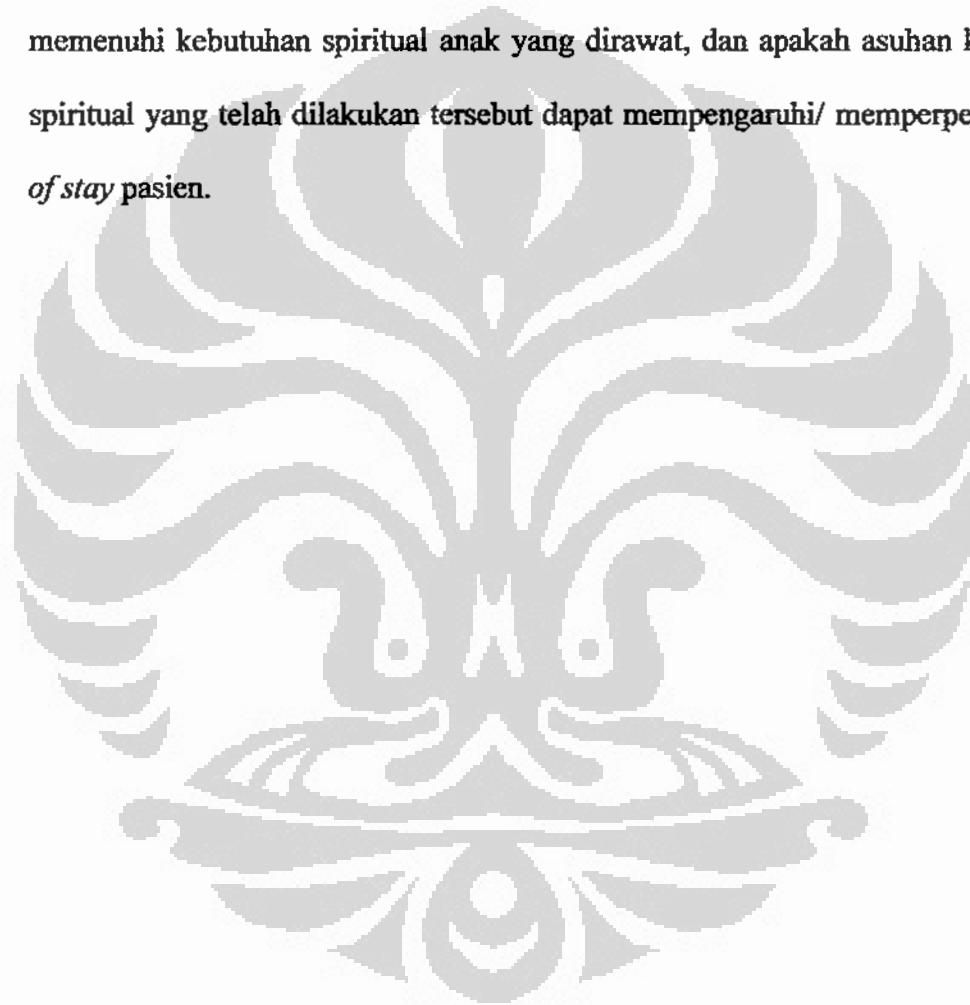 memenuhi kebutuhan spiritual anak yang dirawat, dan apakah asuhan
spiritual yang telah dilakukan tersebut dapat mempengaruhi/ memperpe
of stay pasien.